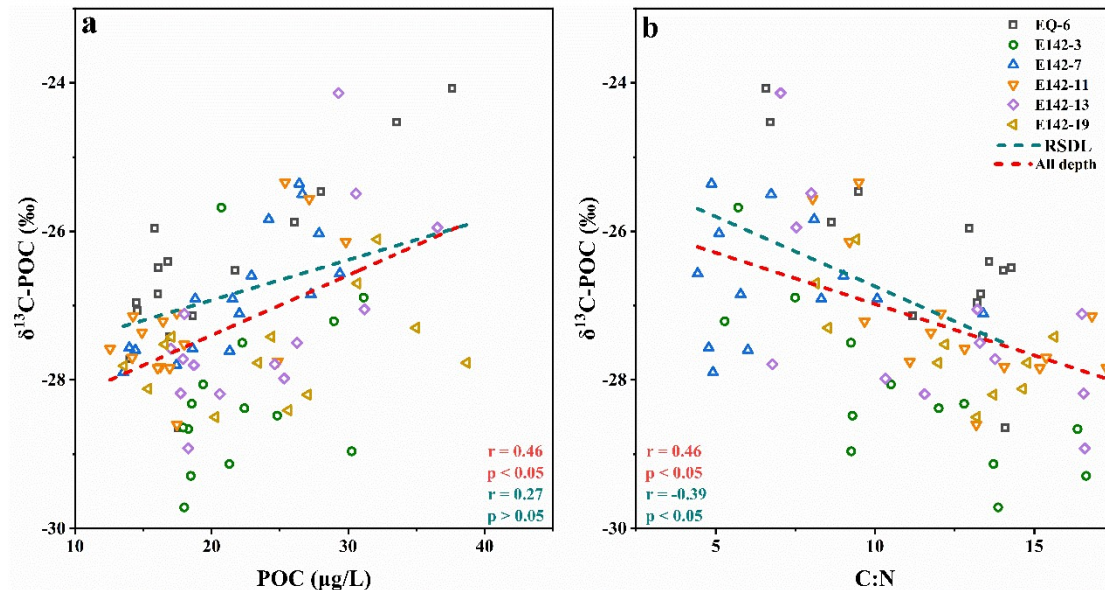 a
-24
-26
-28
-30
δ¹³C-POC (‰)
10
20
30
40
POC (µg/L)
r = 0.46
p < 0.05
r = 0.27
p > 0.05
b
EQ-6
E142-3
E142-7
E142-11
E142-13
E142-19
RSDL
All depth
-24
-26
-28
-30
δ¹³C-POC (‰)
5
10
15
C:N
r = 0.46
p < 0.05
r = -0.39
p < 0.05